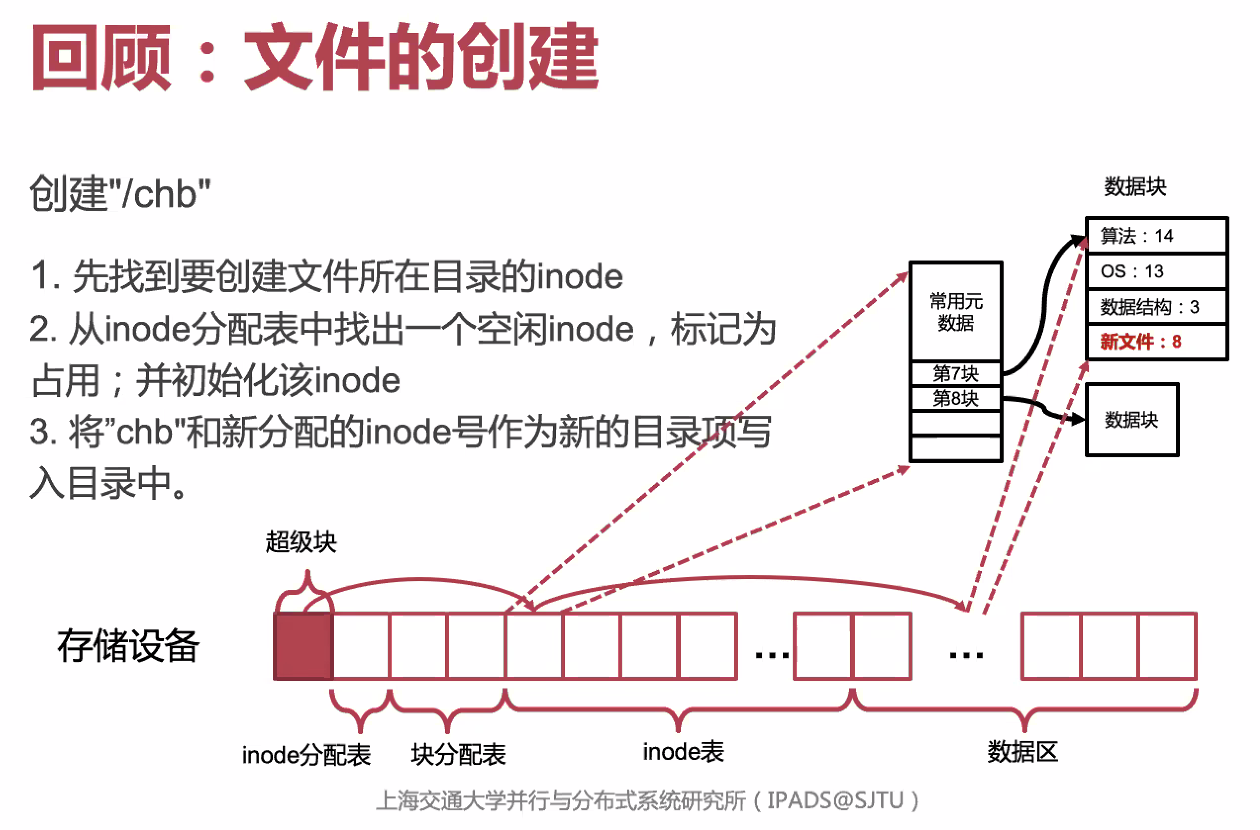 回顾：文件的创建
创建"/chb"
1. 先找到要创建文件所在目录的inode
2. 从inode分配表中找出一个空闲inode，标记为
占用；并初始化该inode
3. 将”chb"和新分配的inode号作为新的目录项写
入目录中。
数据块
算法：14
OS：13
数据结构：3
新文件：8
常用元
数据
第7块
第8块
数据块
超级块
存储设备
...
...
inode分配表
块分配表
inode表
数据区
上海交通大学并行与分布式系统研究所（IPADS@SJTU）